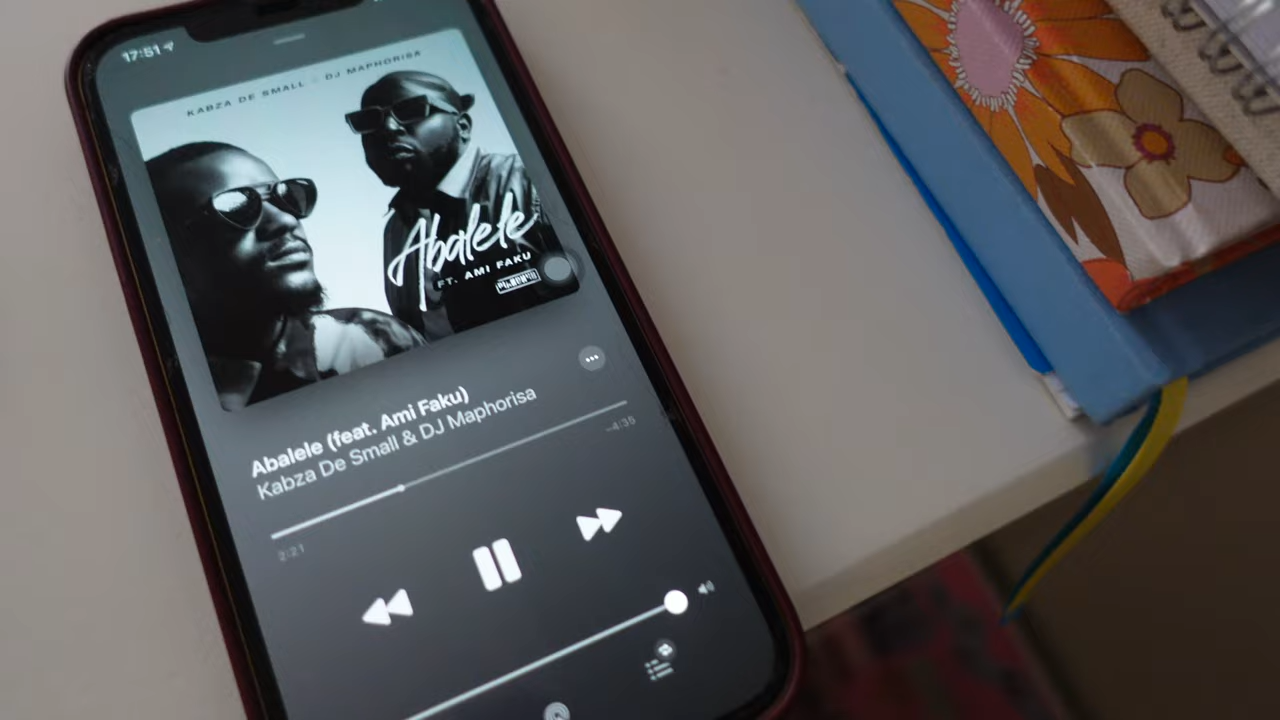 17:51
KABZA DE SMALL DJ MAPHORISA
Abalele
FT. AMI FAKU
Abalele (feat. Ami Faku)
Kabza De Small & DJ Maphorisa
2:21
-4:35